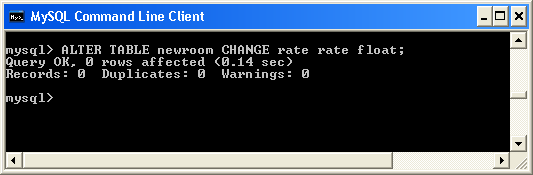 MySQL Command Line Client
mysql> ALTER TABLE newroom CHANGE rate rate float;
Query OK, 0 rows affected (0.14 sec)
Records: 0  Duplicates: 0  Warnings: 0
mysql>